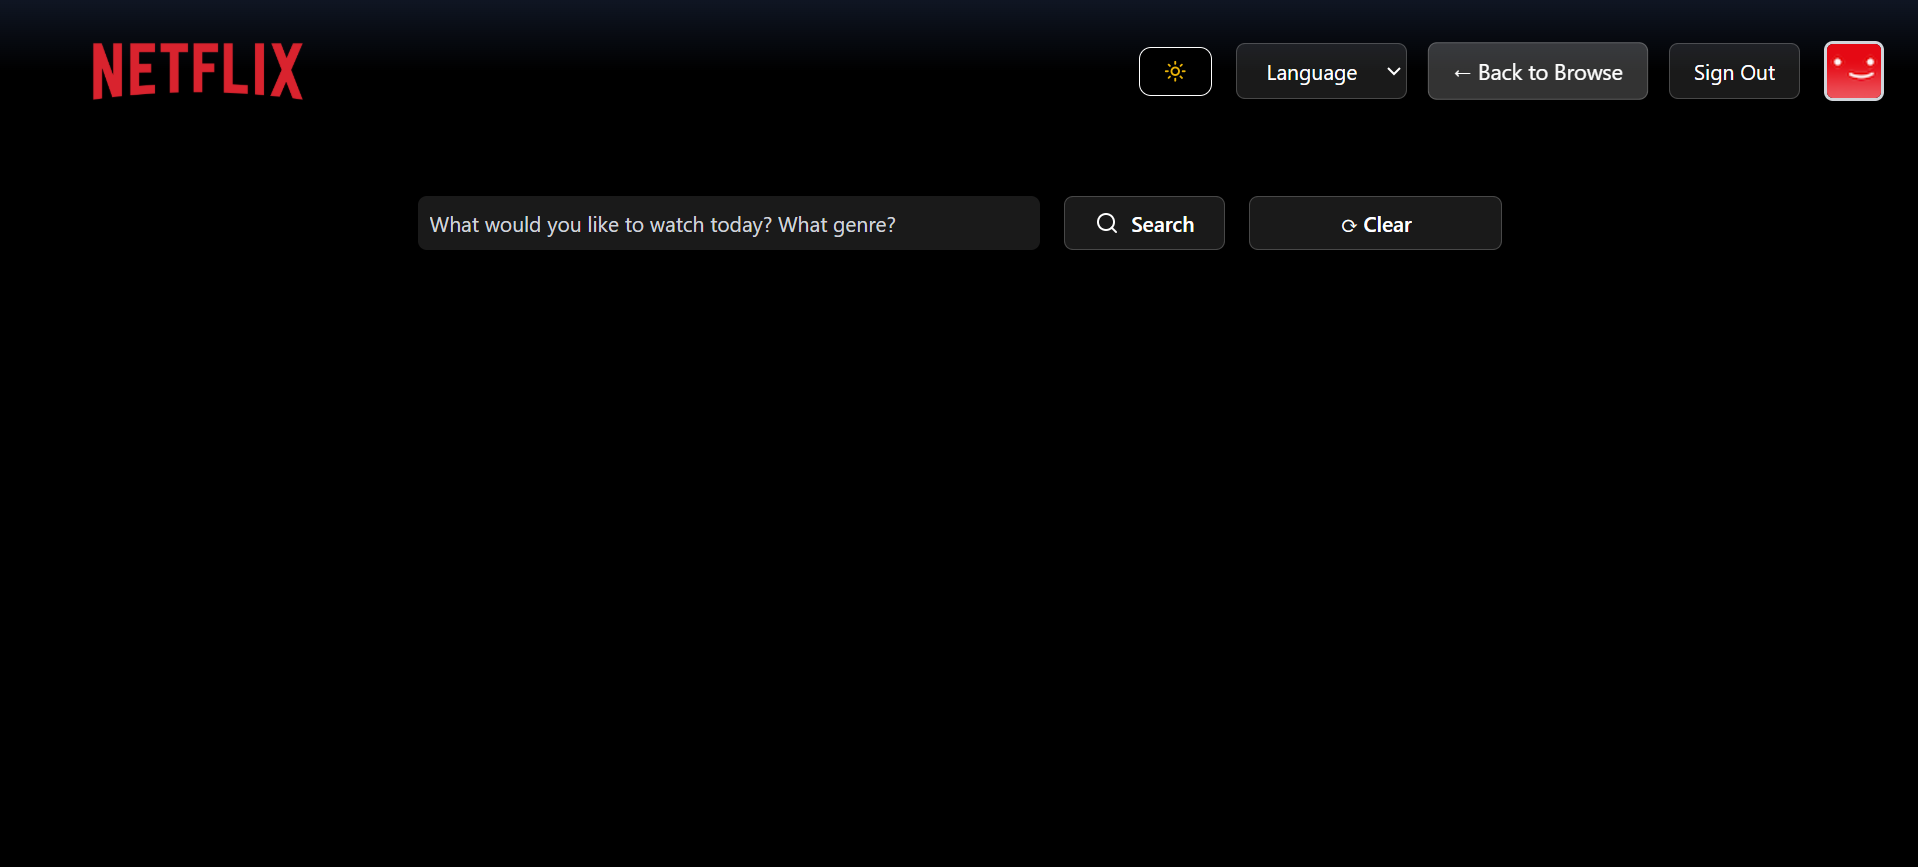 NETFLIX
Language
← Back to Browse
Sign Out
What would you like to watch today? What genre?
Search
⟳ Clear